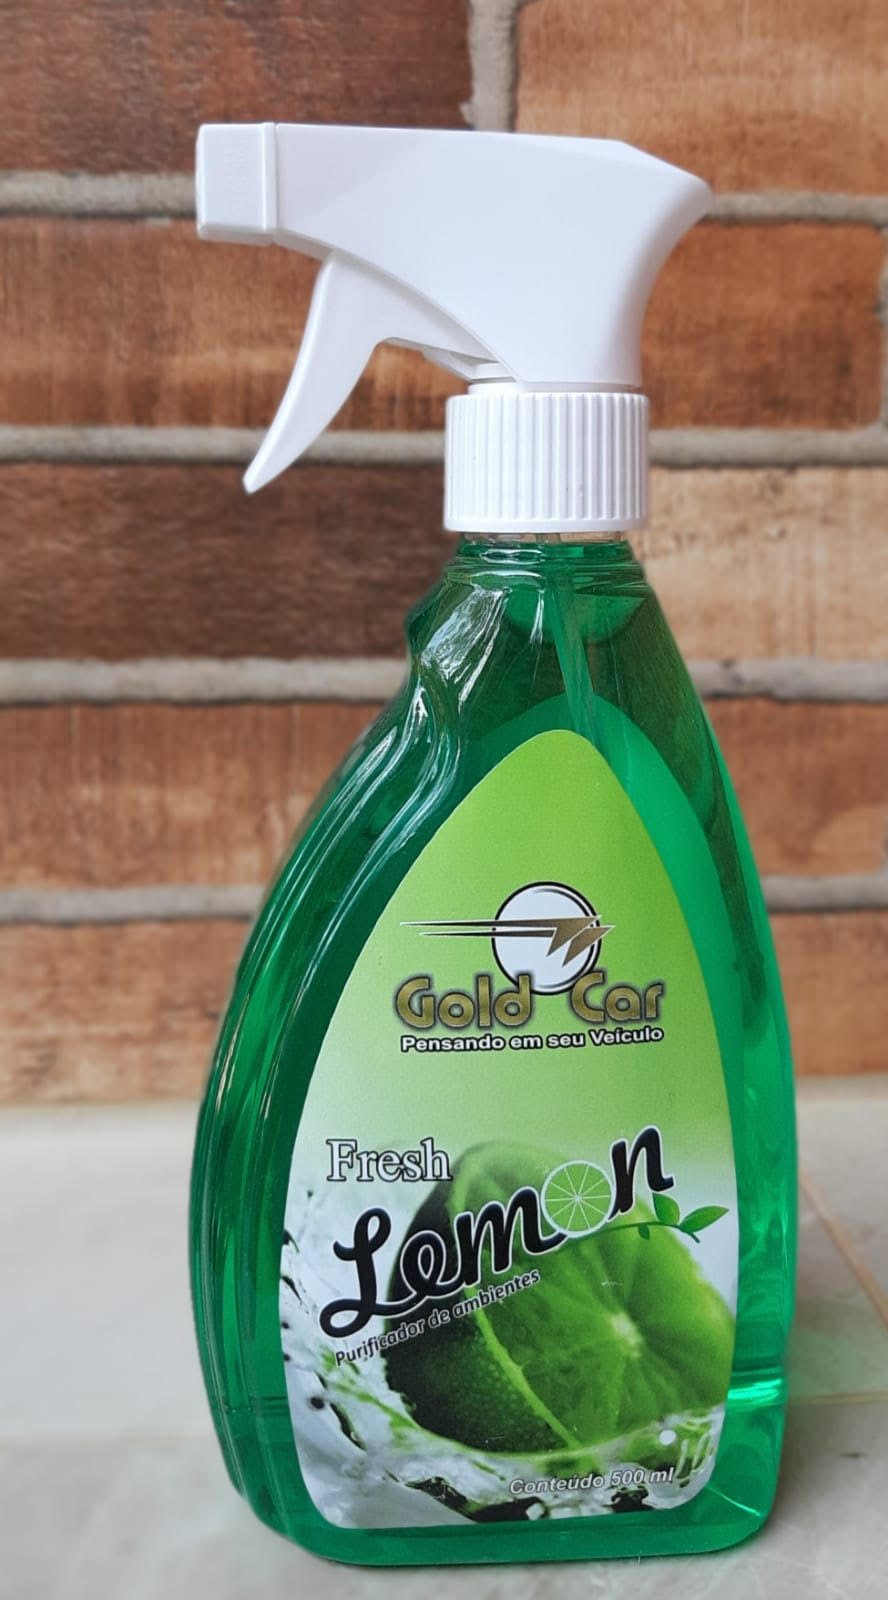 Gold Car
Pensando em seu Veículo
Fresh
Lemon
Purificador de ambientes
Conteúdo 500 ml